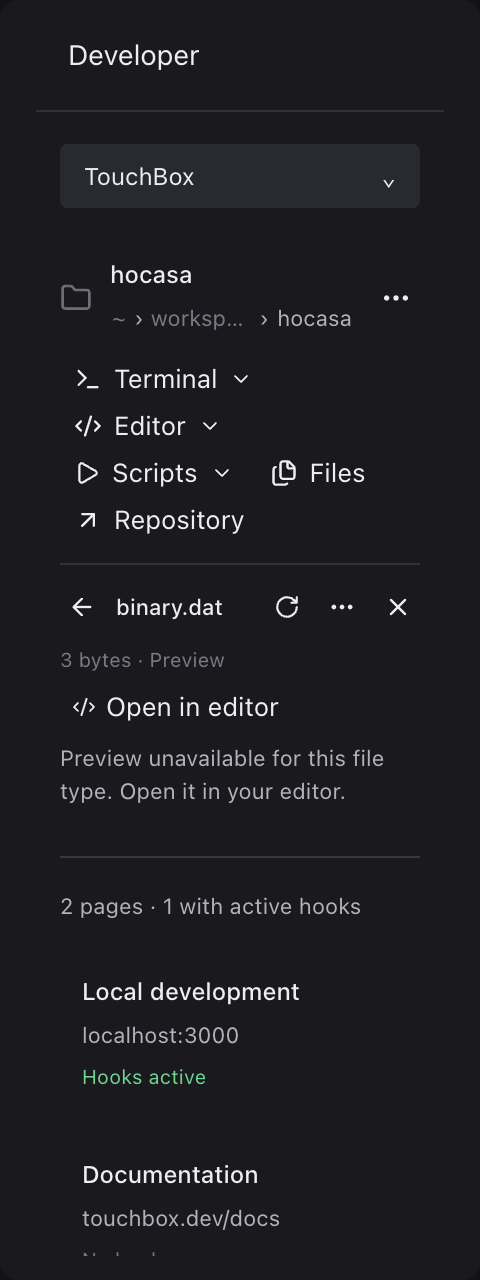 Developer
TouchBox
hocasa
~ › worksp... › hocasa
Terminal
Editor
Scripts Files
Repository
binary.dat
3 bytes · Preview
Open in editor
Preview unavailable for this file
type. Open it in your editor.
2 pages · 1 with active hooks
Local development
localhost:3000
Hooks active
Documentation
touchbox.dev/docs